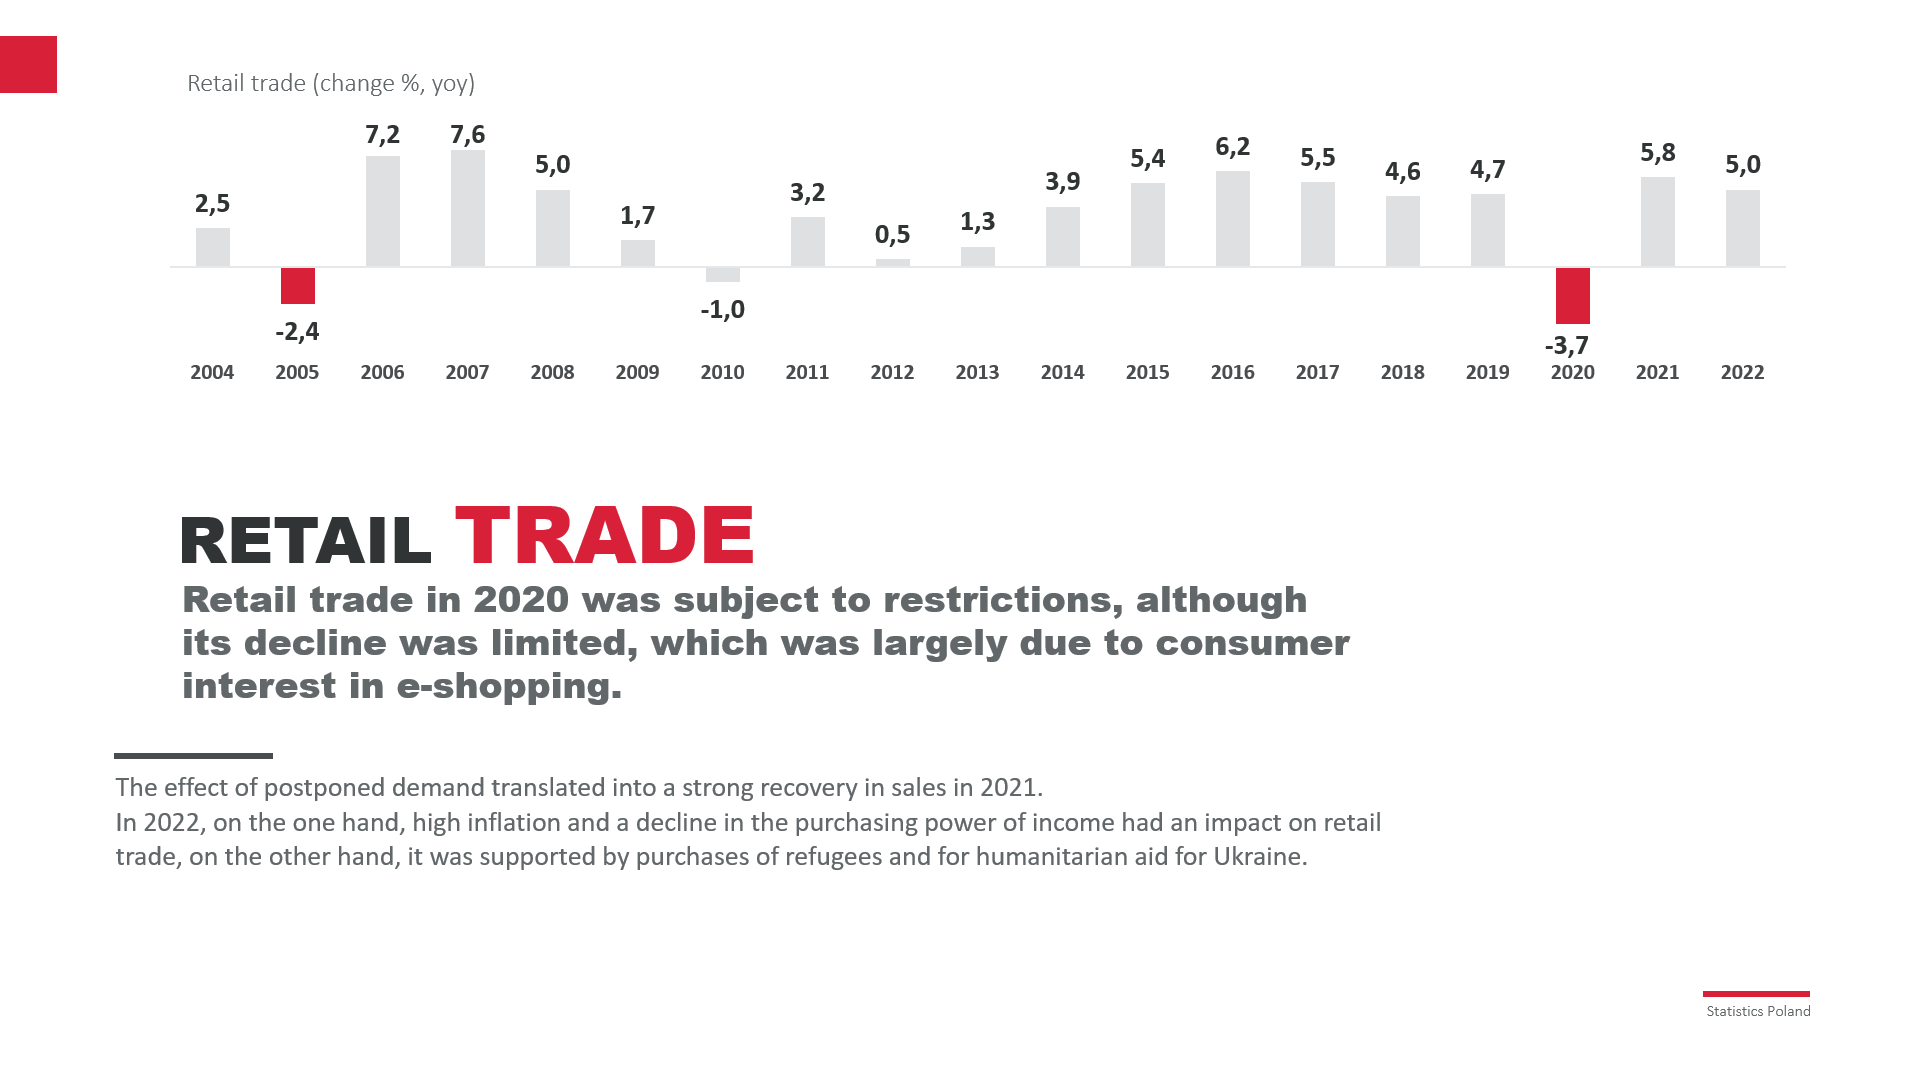 Retail trade (change %, yoy)
2,5
-2,4
7,2
7,6
5,0
1,7
-1,0
3,2
0,5
1,3
3,9
5,4
6,2
5,5
4,6
4,7
-3,7
5,8
5,0
2004 2005 2006 2007 2008 2009 2010 2011 2012 2013 2014 2015 2016 2017 2018 2019 2020 2021 2022
RETAIL TRADE
Retail trade in 2020 was subject to restrictions, although
its decline was limited, which was largely due to consumer
interest in e-shopping.
The effect of postponed demand translated into a strong recovery in sales in 2021.
In 2022, on the one hand, high inflation and a decline in the purchasing power of income had an impact on retail
trade, on the other hand, it was supported by purchases of refugees and for humanitarian aid for Ukraine.
Statistics Poland